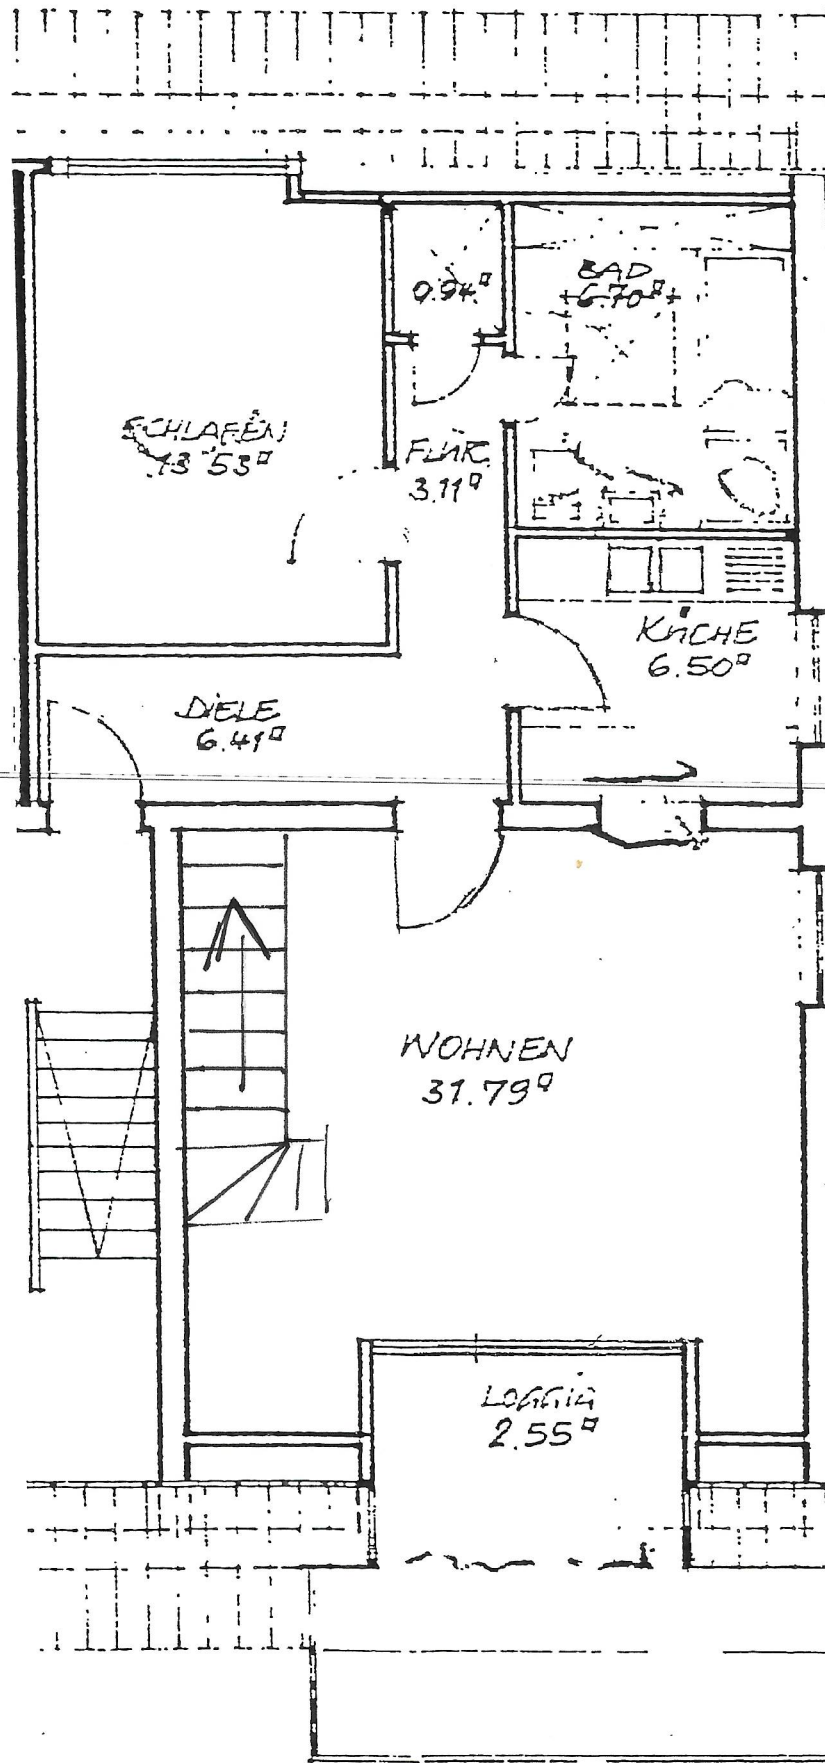 0.94¤
BAD
6.70¤
SCHLAFEN
13.53¤
FLUR
3.11¤
KÜCHE
6.50¤
DIELE
6.41¤
WOHNEN
31.79¤
LOGGIA
2.55¤